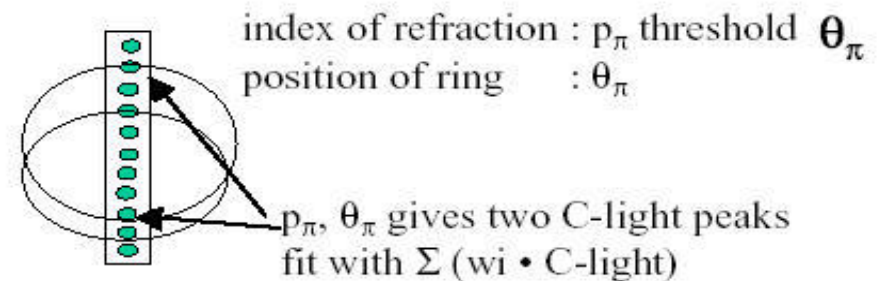 index of refraction : pπ threshold θπ
position of ring : θπ
pπ, θπ gives two C-light peaks
fit with Σ (wi • C-light)